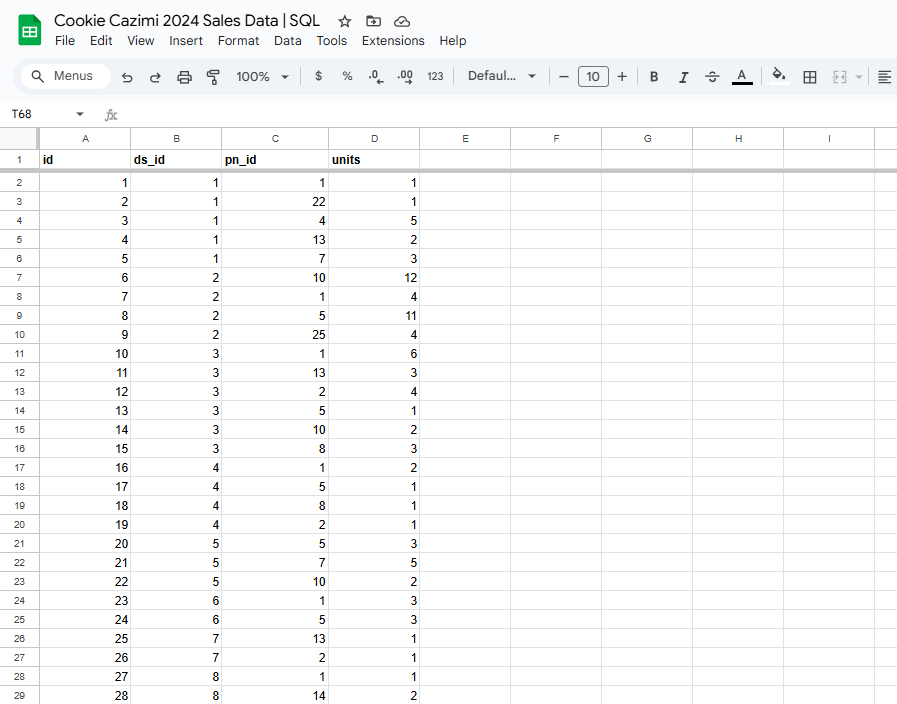 Cookie Cazimi 2024 Sales Data | SQL
File Edit View Insert Format Data Tools Extensions Help
Menus 100% $ % .0 .00 123 Defaul... − 10 + B I S A
T68 fx
A B C D E F G H I
1 id ds_id pn_id units
2 1 1 1 1
3 2 1 22 1
4 3 1 4 5
5 4 1 13 2
6 5 1 7 3
7 6 2 10 12
8 7 2 1 4
9 8 2 5 11
10 9 2 25 4
11 10 3 1 6
12 11 3 13 3
13 12 3 2 4
14 13 3 5 1
15 14 3 10 2
16 15 3 8 3
17 16 4 1 2
18 17 4 5 1
19 18 4 8 1
20 19 4 2 1
21 20 5 5 3
22 21 5 7 5
23 22 5 10 2
24 23 6 1 3
25 24 6 5 3
26 25 7 13 1
27 26 7 2 1
28 27 8 1 1
29 28 8 14 2